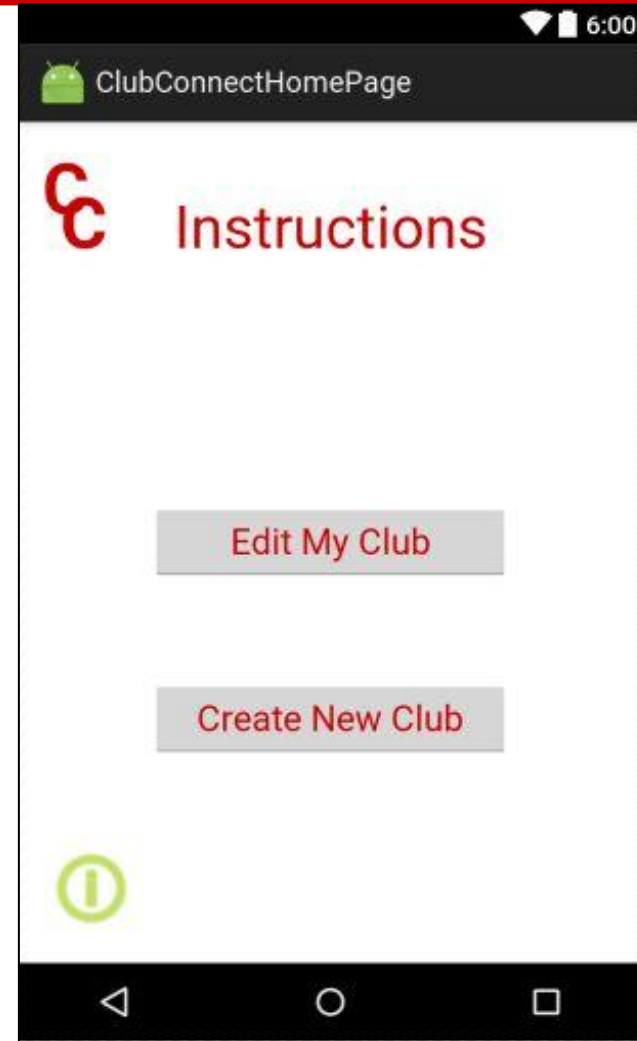 6:00
ClubConnectHomePage
CC
Instructions
Edit My Club
Create New Club